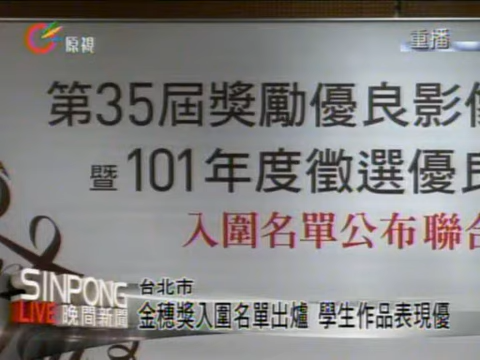 原視
重播
第35屆獎勵優良影像
暨101年度徵選優良
入圍名單公布聯合
台北市
SINPONG
LIVE 晚間新聞
金穗獎入圍名單出爐 學生作品表現優